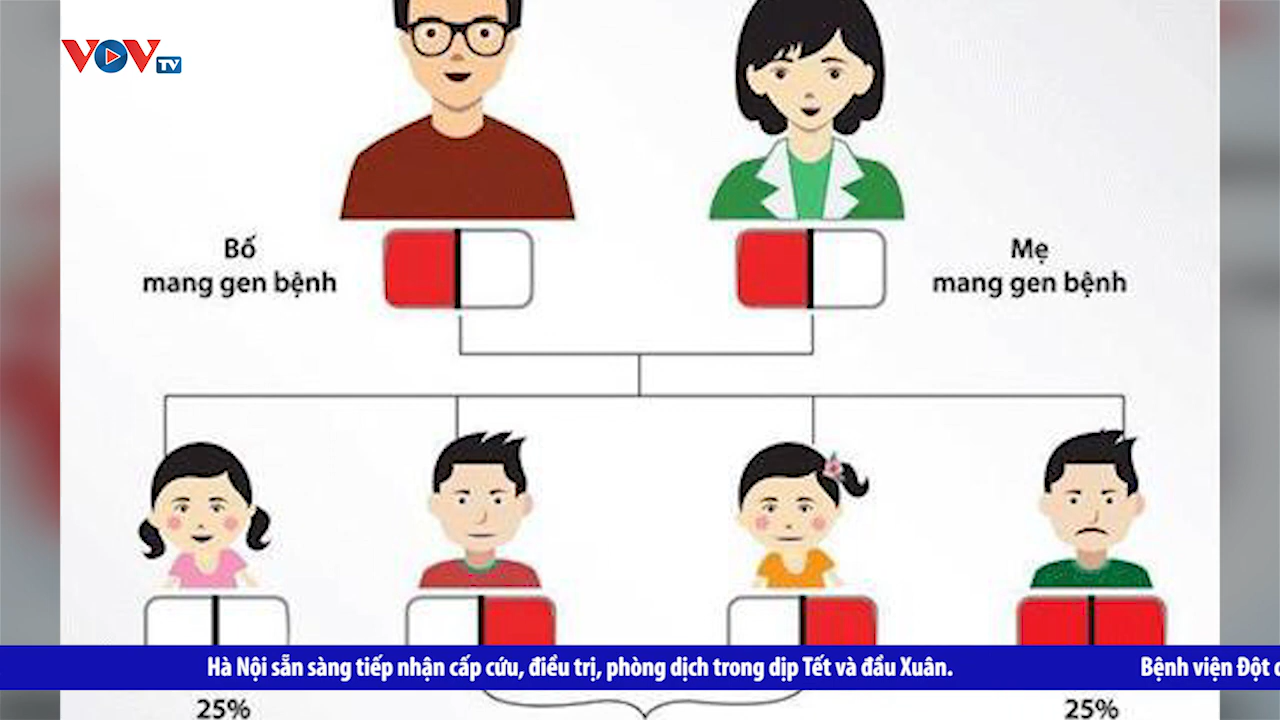 VOV TV
Bố
mang gen bệnh
Mẹ
mang gen bệnh
Hà Nội sẵn sàng tiếp nhận cấp cứu, điều trị, phòng dịch trong dịp Tết và đầu Xuân.
Bệnh viện Đột
25%
25%